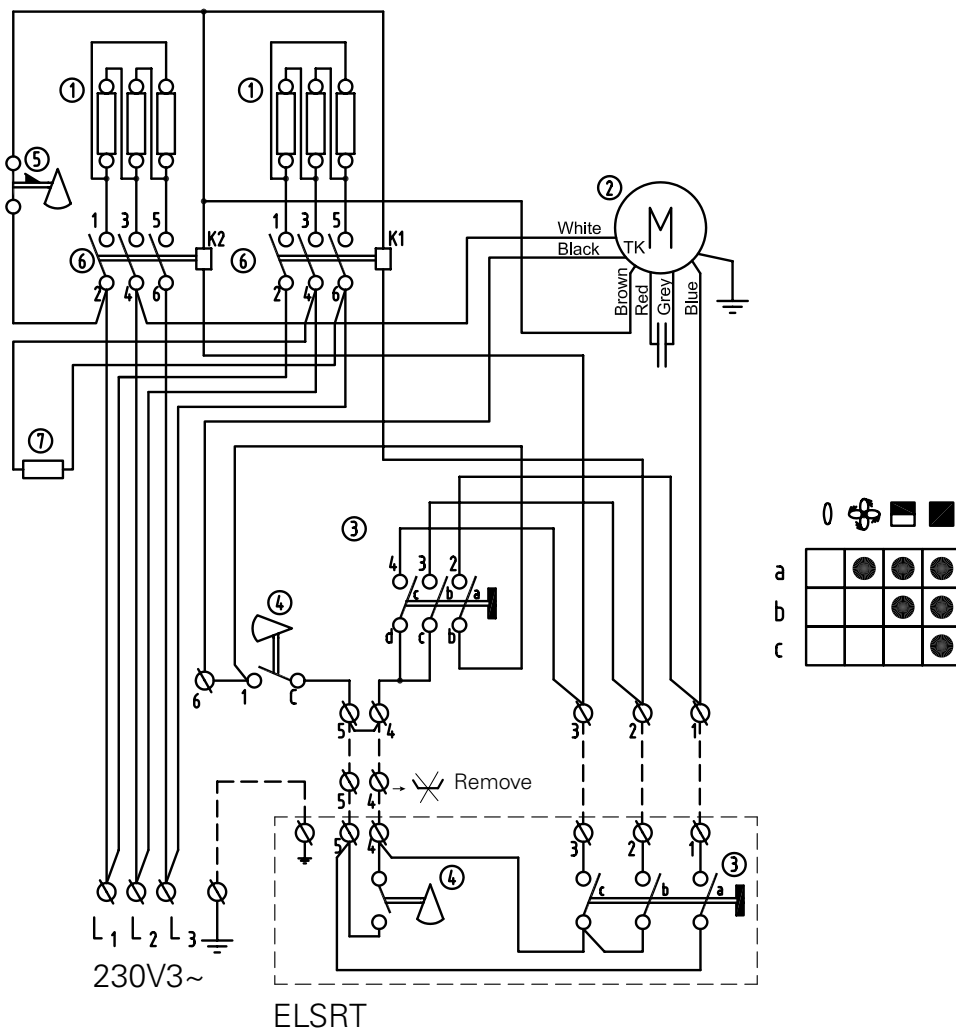 1
1
5
2
1 3 5
K2
1 3 5
K1
6
6
2 4 6
2 4 6
White
Black
TK
M
Brown
Red
Grey
Blue
7
3
4 3 2
c b a
d c b
4
6 1 C
5 4
3 2 1
a
b
c
5 4
Remove
5 4
3 2 1
4
3
c b a
L1 L2 L3
230V3~
ELSRT